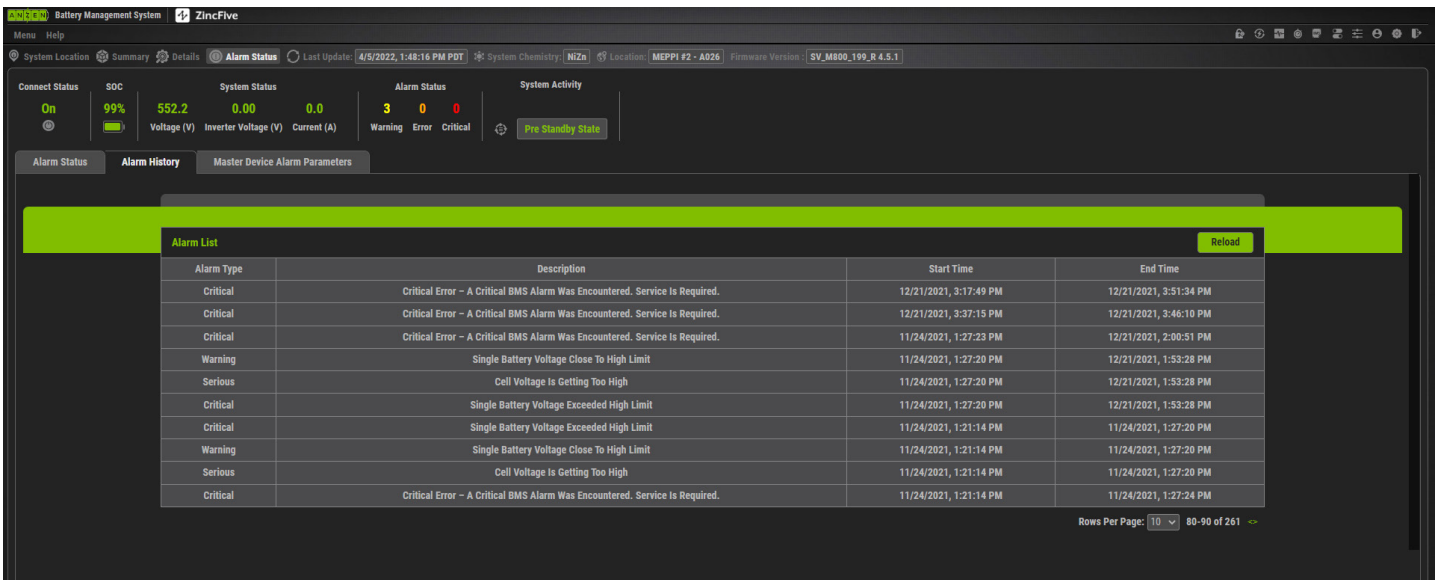 ANZEN Battery Management System ZincFive
Menu Help
System Location Summary Details Alarm Status Last Update: 4/5/2022, 1:48:16 PM PDT System Chemistry: NiZn Location: MEPPI #2 - A026 Firmware Version : SV_M800_199_R 4.5.1
Connect Status SOC System Status Alarm Status System Activity
On 99% 552.2 0.00 0.0 3 0 0
Voltage (V) Inverter Voltage (V) Current (A) Warning Error Critical Pre Standby State
Alarm Status Alarm History Master Device Alarm Parameters
Alarm List Reload
Alarm Type Description Start Time End Time
Critical Critical Error – A Critical BMS Alarm Was Encountered. Service Is Required. 12/21/2021, 3:17:49 PM 12/21/2021, 3:51:34 PM
Critical Critical Error – A Critical BMS Alarm Was Encountered. Service Is Required. 12/21/2021, 3:37:15 PM 12/21/2021, 3:46:10 PM
Critical Critical Error – A Critical BMS Alarm Was Encountered. Service Is Required. 11/24/2021, 1:27:23 PM 12/21/2021, 2:00:51 PM
Warning Single Battery Voltage Close To High Limit 11/24/2021, 1:27:20 PM 12/21/2021, 1:53:28 PM
Serious Cell Voltage Is Getting Too High 11/24/2021, 1:27:20 PM 12/21/2021, 1:53:28 PM
Critical Single Battery Voltage Exceeded High Limit 11/24/2021, 1:27:20 PM 12/21/2021, 1:53:28 PM
Critical Single Battery Voltage Exceeded High Limit 11/24/2021, 1:21:14 PM 11/24/2021, 1:27:20 PM
Warning Single Battery Voltage Close To High Limit 11/24/2021, 1:21:14 PM 11/24/2021, 1:27:20 PM
Serious Cell Voltage Is Getting Too High 11/24/2021, 1:21:14 PM 11/24/2021, 1:27:20 PM
Critical Critical Error – A Critical BMS Alarm Was Encountered. Service Is Required. 11/24/2021, 1:21:14 PM 11/24/2021, 1:27:24 PM
Rows Per Page: 10 80-90 of 261 <>